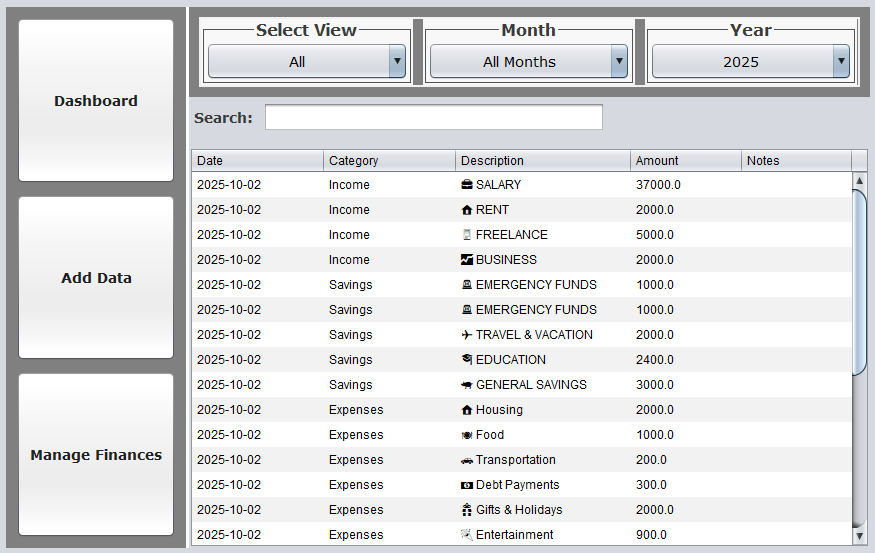 Dashboard
Add Data
Manage Finances
Select View Month Year
All All Months 2025
Search:
Date Category Description Amount Notes
2025-10-02 Income SALARY 37000.0
2025-10-02 Income RENT 2000.0
2025-10-02 Income FREELANCE 5000.0
2025-10-02 Income BUSINESS 2000.0
2025-10-02 Savings EMERGENCY FUNDS 1000.0
2025-10-02 Savings EMERGENCY FUNDS 1000.0
2025-10-02 Savings TRAVEL & VACATION 2000.0
2025-10-02 Savings EDUCATION 2400.0
2025-10-02 Savings GENERAL SAVINGS 3000.0
2025-10-02 Expenses Housing 2000.0
2025-10-02 Expenses Food 1000.0
2025-10-02 Expenses Transportation 200.0
2025-10-02 Expenses Debt Payments 300.0
2025-10-02 Expenses Gifts & Holidays 2000.0
2025-10-02 Expenses Entertainment 900.0